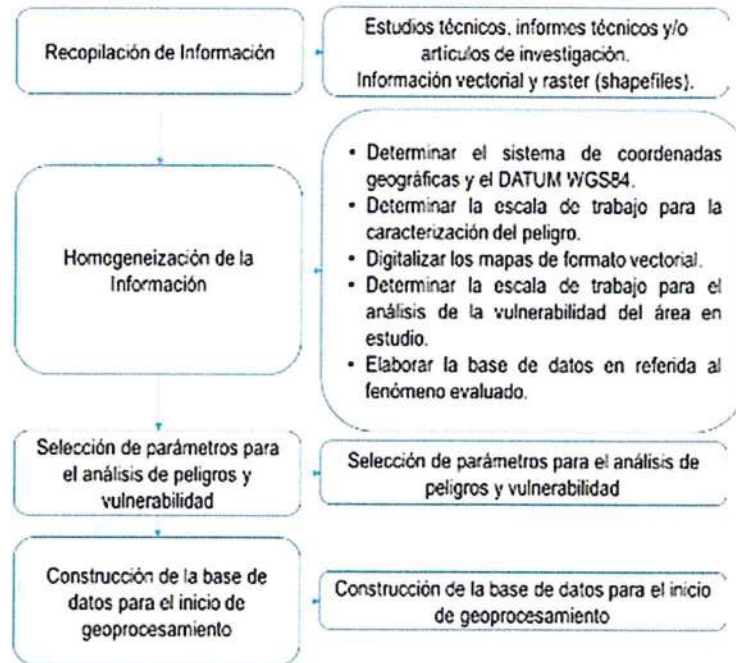 Recopilación de Información
Estudios técnicos, informes técnicos y/o
artículos de investigación.
Información vectorial y raster (shapefiles).
Homogeneización de la
Información
• Determinar el sistema de coordenadas
geográficas y el DATUM WGS84.
• Determinar la escala de trabajo para la
caracterización del peligro.
• Digitalizar los mapas de formato vectorial.
• Determinar la escala de trabajo para el
análisis de la vulnerabilidad del área en
estudio.
• Elaborar la base de datos en referida al
fenómeno evaluado.
Selección de parámetros para
el análisis de peligros y
vulnerabilidad
Selección de parámetros para el análisis de
peligros y vulnerabilidad
Construcción de la base de
datos para el inicio de
geoprocesamiento
Construcción de la base de datos para el inicio
de geoprocesamiento